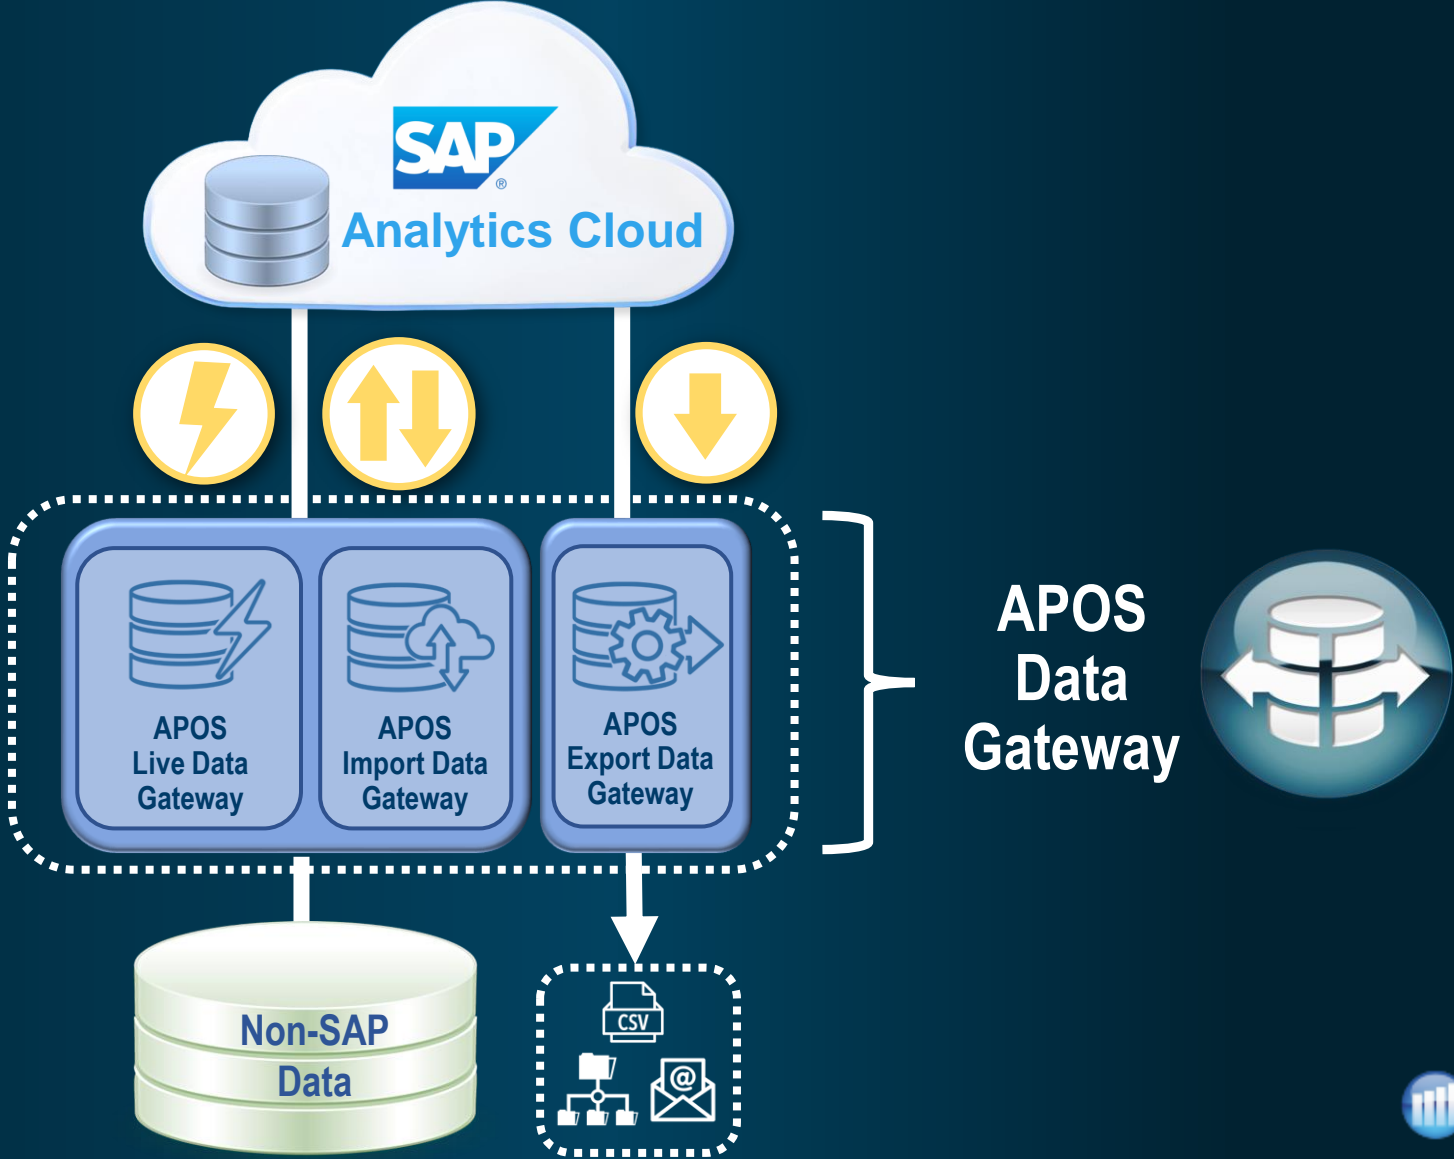 SAP
®
Analytics Cloud
APOS
Live Data
Gateway
APOS
Import Data
Gateway
APOS
Export Data
Gateway
APOS
Data
Gateway
Non-SAP
Data
CSV
@